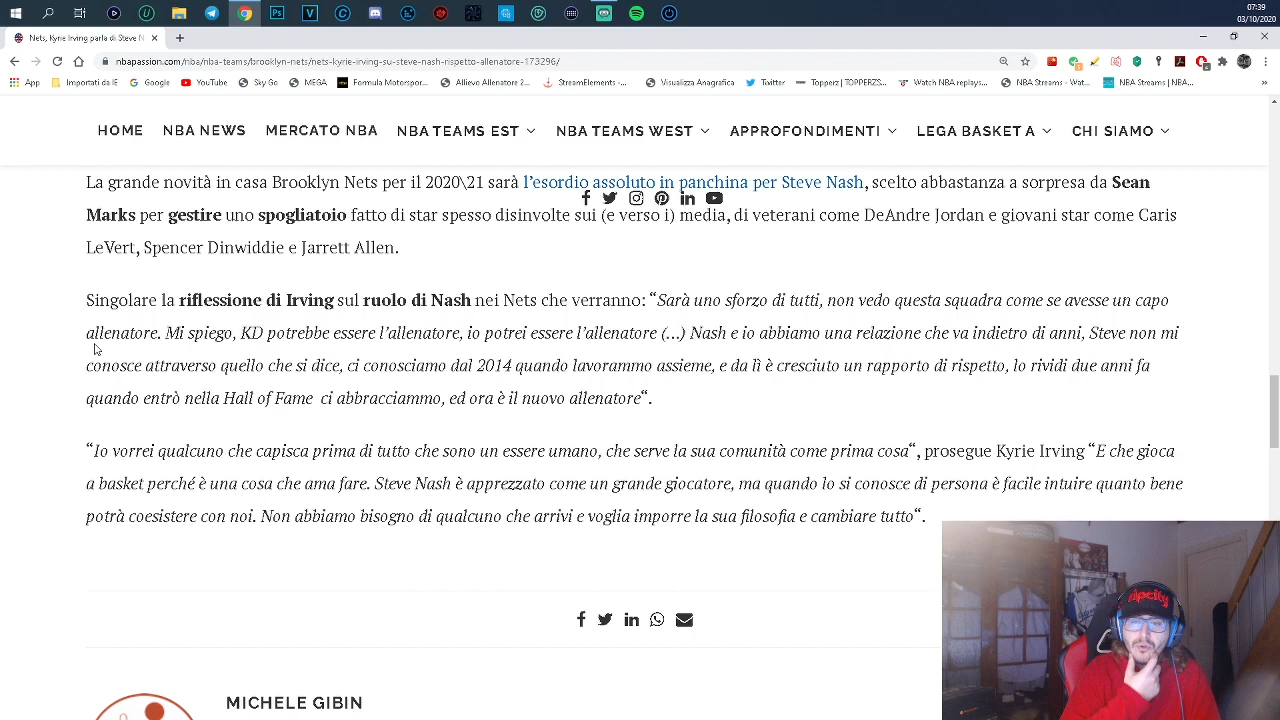 07:39
03/10/2020
Nets, Kyrie Irving parla di Steve N
nbapassion.com/nba/nba-teams/brooklyn-nets/nets-kyrie-irving-su-steve-nash-rispetto-allenatore-173296/
App Importati da IE Google YouTube Sky Go MEGA Formula Motorsport... Allievo Allenatore 2... StreamElements -... Visualizza Anagrafica Twitter Topperz | TOPPERZS... Watch NBA replays... NBA Streams - Wat... NBA Streams | NBA...
HOME NBA NEWS MERCATO NBA NBA TEAMS EST NBA TEAMS WEST APPROFONDIMENTI LEGA BASKET A CHI SIAMO
La grande novità in casa Brooklyn Nets per il 2020\21 sarà l’esordio assoluto in panchina per Steve Nash, scelto abbastanza a sorpresa da Sean
Marks per gestire uno spogliatoio fatto di star spesso disinvolte sui (e verso i) media, di veterani come DeAndre Jordan e giovani star come Caris
LeVert, Spencer Dinwiddie e Jarrett Allen.
Singolare la riflessione di Irving sul ruolo di Nash nei Nets che verranno: “Sarà uno sforzo di tutti, non vedo questa squadra come se avesse un capo
allenatore. Mi spiego, KD potrebbe essere l’allenatore, io potrei essere l’allenatore (…) Nash e io abbiamo una relazione che va indietro di anni, Steve non mi
conosce attraverso quello che si dice, ci conosciamo dal 2014 quando lavorammo assieme, e da lì è cresciuto un rapporto di rispetto, lo rividi due anni fa
quando entrò nella Hall of Fame ci abbracciammo, ed ora è il nuovo allenatore“.
“Io vorrei qualcuno che capisca prima di tutto che sono un essere umano, che serve la sua comunità come prima cosa“, prosegue Kyrie Irving “E che gioca
a basket perché è una cosa che ama fare. Steve Nash è apprezzato come un grande giocatore, ma quando lo si conosce di persona è facile intuire quanto bene
potrà coesistere con noi. Non abbiamo bisogno di qualcuno che arrivi e voglia imporre la sua filosofia e cambiare tutto“.
MICHELE GIBIN
ripcity